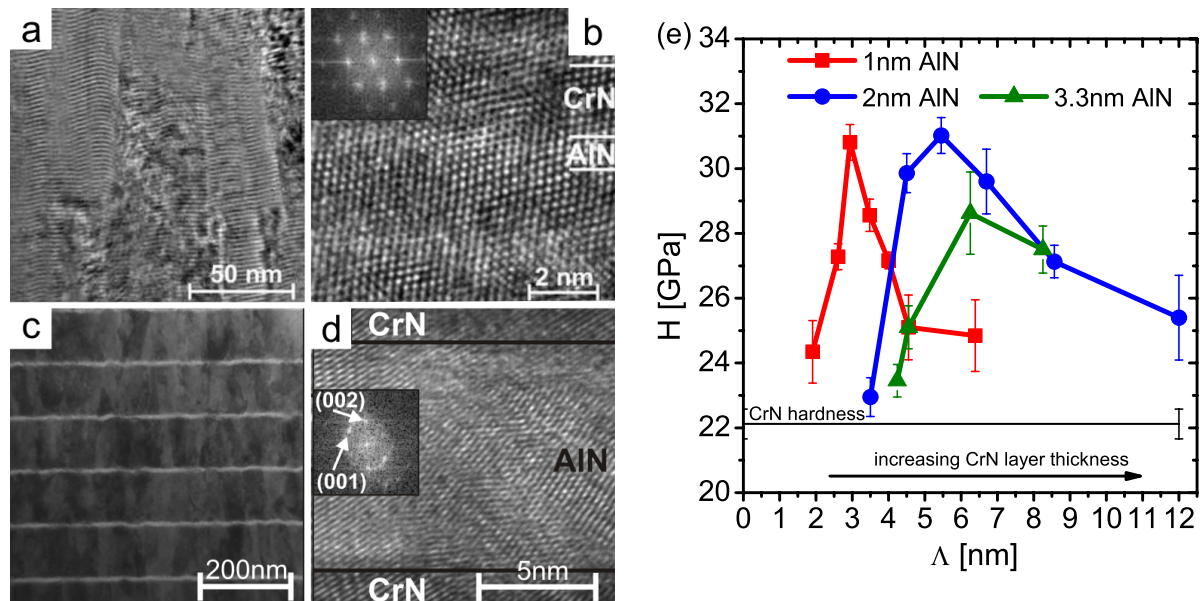 a
50 nm
b
CrN
AlN
2 nm
c
200nm
d
CrN
(002)
(001)
AlN
CrN
5nm
(e)
1nm AlN
2nm AlN
3.3nm AlN
H [GPa]
34
32
30
28
26
24
22
20
CrN hardness
increasing CrN layer thickness
0 1 2 3 4 5 6 7 8 9 10 11 12
Λ [nm]